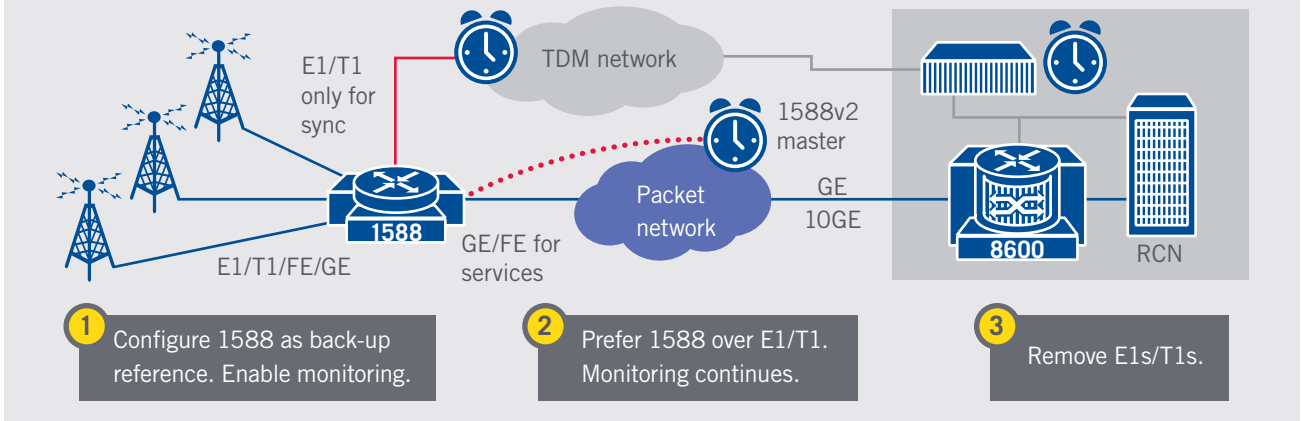 E1/T1
only for
sync
TDM network
1588v2
master
Packet
network
GE
10GE
1588
8600
RCN
E1/T1/FE/GE
GE/FE for
services
1
Configure 1588 as back-up
reference. Enable monitoring.
2
Prefer 1588 over E1/T1.
Monitoring continues.
3
Remove E1s/T1s.